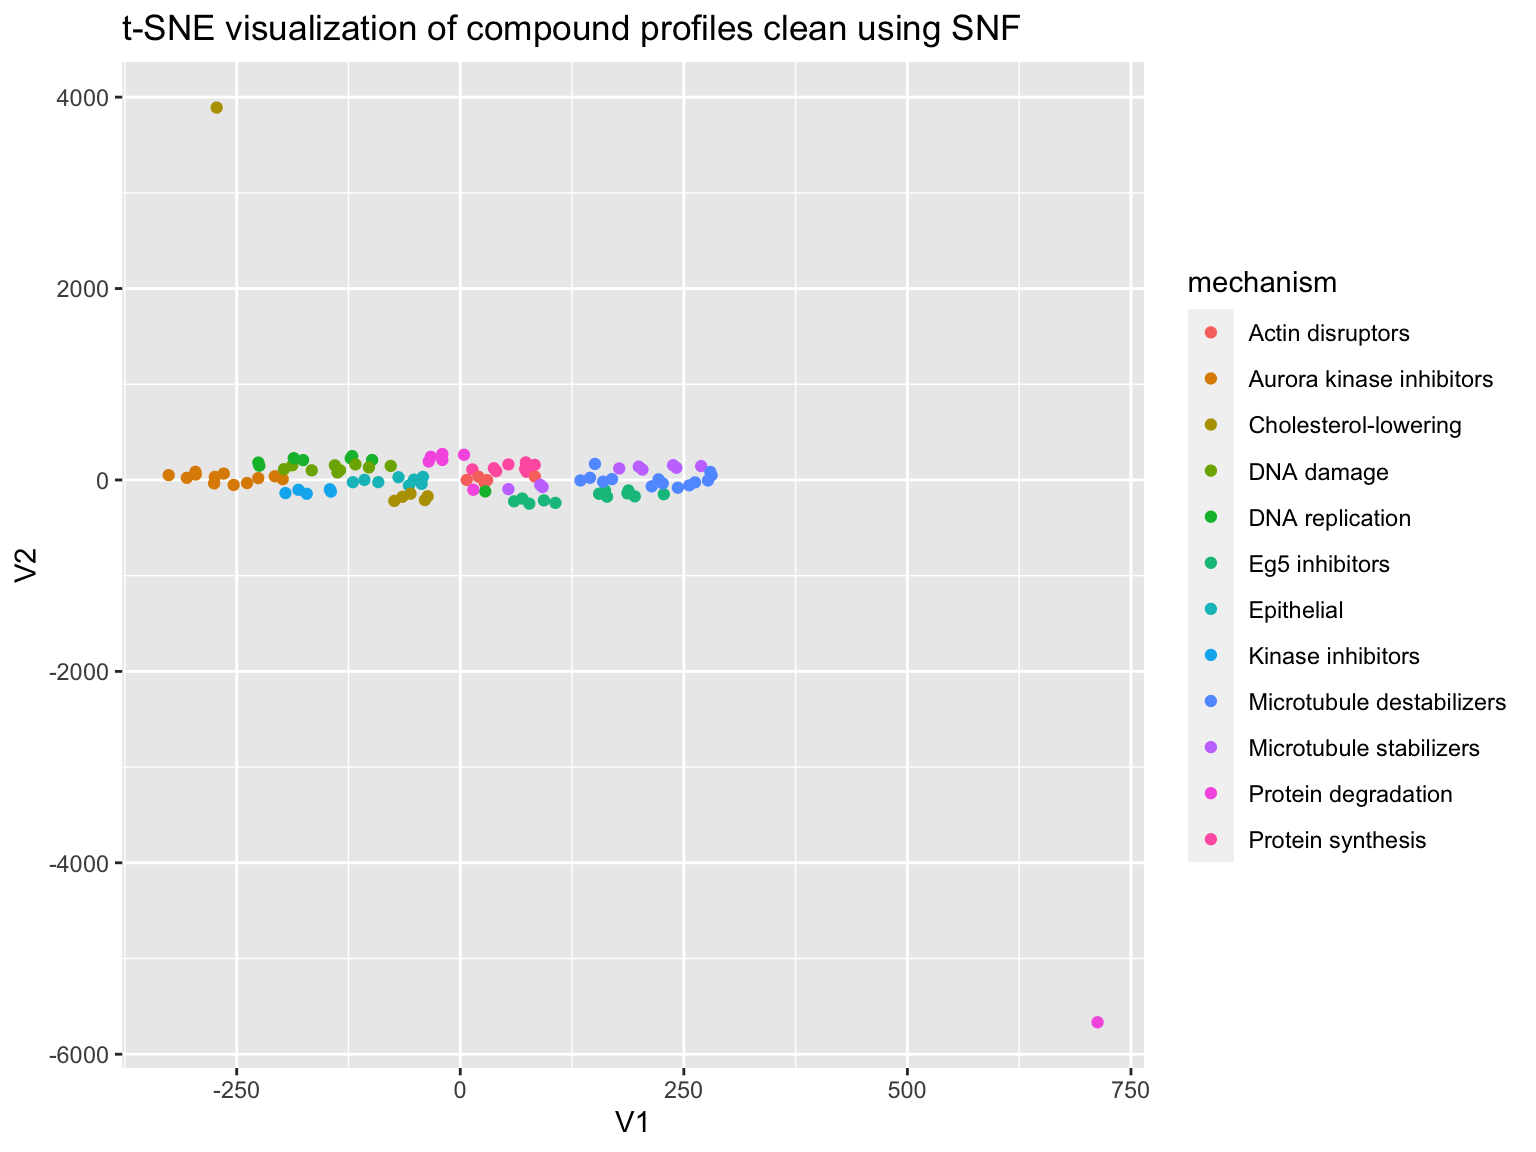 t-SNE visualization of compound profiles clean using SNF
4000
2000
0
-2000
-4000
-6000
V2
-250
0
250
500
750
V1
mechanism
Actin disruptors
Aurora kinase inhibitors
Cholesterol-lowering
DNA damage
DNA replication
Eg5 inhibitors
Epithelial
Kinase inhibitors
Microtubule destabilizers
Microtubule stabilizers
Protein degradation
Protein synthesis